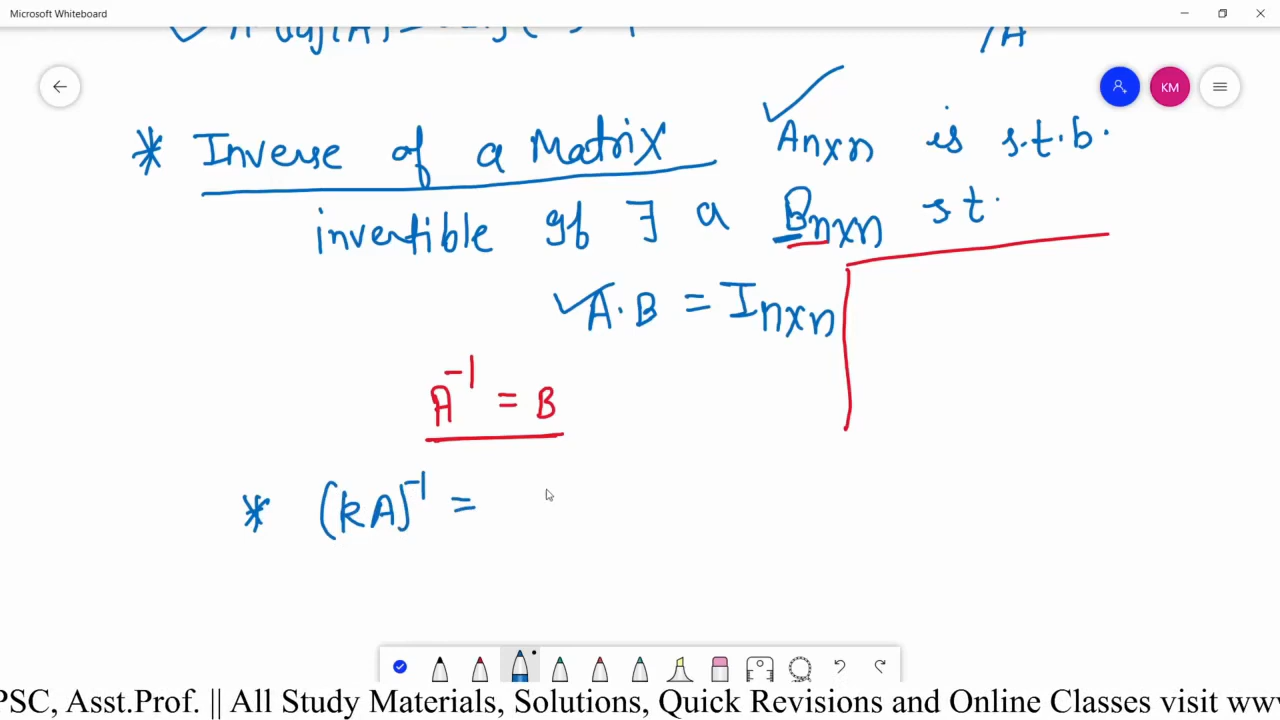 Microsoft Whiteboard
/A
KM
* Inverse of a Matrix Anxn is s.t.b.
invertible if ∃ a Bnxn s t.
A·B = Inxn
A⁻¹ = B
* (kA)⁻¹ =
PSC, Asst.Prof. || All Study Materials, Solutions, Quick Revisions and Online Classes visit www